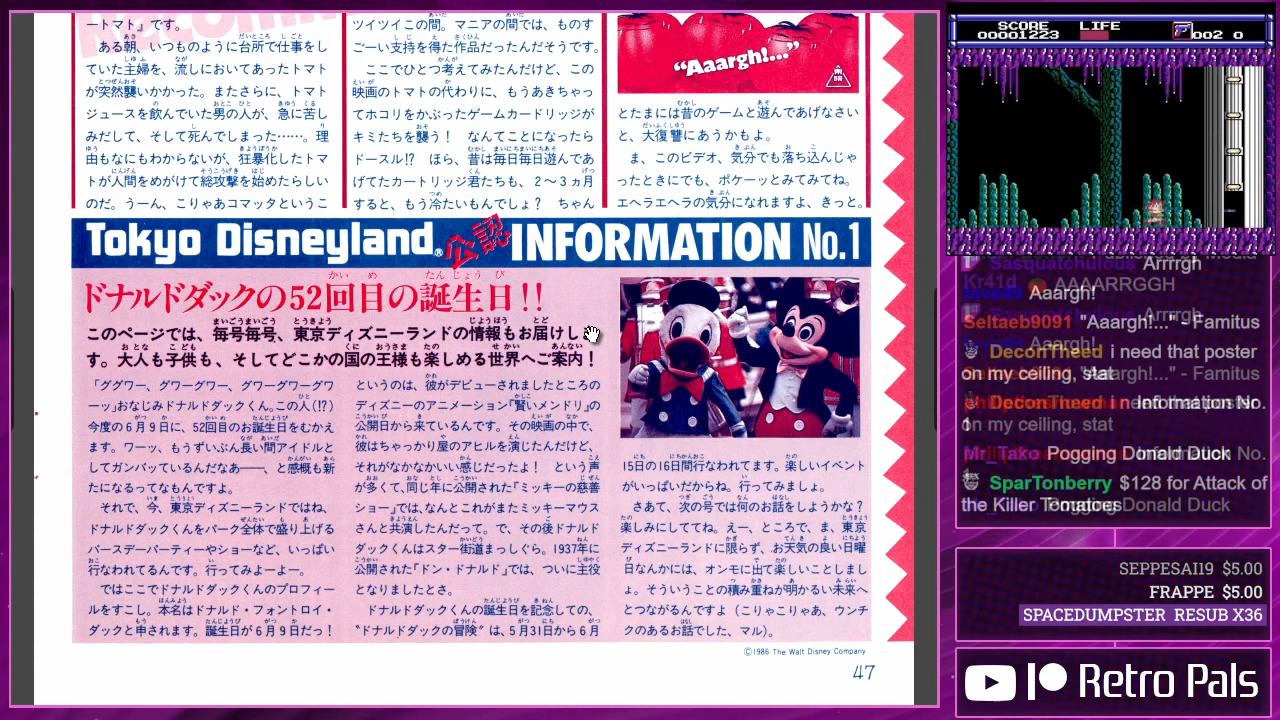 ートマト」です。
ある朝、いつものように台所で仕事をし
ていた主婦を、流しにおいてあったトマト
が突然襲いかかった。またさらに、トマト
ジュースを飲んでいた男の人が、急に苦し
みだして、そして死んでしまった……。理
由もなにもわからないが、狂暴化したトマ
トが人間をめがけて総攻撃を始めたらしい
のだ。うーん、こりゃあコマッタというこ
ツイツイこの間。マニアの間では、ものす
ごーい支持を得た作品だったんだそうです。
ここでひとつ考えてみたんだけど、この
映画のトマトの代わりに、もうあきちゃっ
てホコリをかぶったゲームカードリッジが
キミたちを襲う! なんてことになったら
ドースル!? ほら、昔は毎日毎日遊んであ
げてたカートリッジ君たちも、2〜3ヵ月
すると、もう冷たいもんでしょ? ちゃん
"Aaargh!..."
とたまには昔のゲームと遊んであげなさい
と、大復讐にあうかもよ。
ま、このビデオ、気分でも落ち込んじゃ
ったときにでも、ポケーッとみてみてね。
エヘラエヘラの気分になれますよ、きっと。
Tokyo Disneyland® 公認 INFORMATION No.1
ドナルドダックの52回目の誕生日!!
このページでは、毎号毎号、東京ディズニーランドの情報もお届けし
す。大人も子供も、そしてどこかの国の王様も楽しめる世界へご案内!
「ググワー、グワーグワー、グワーグワーグワ
ーッ」おなじみドナルドダックくん。この人(!?)
今度の6月9日に、52回目のお誕生日をむかえ
ます。ワーッ、もうずいぶん長い間アイドルと
してガンバッているんだなあ――、と感概も新
たになるってなもんですよ。
それで、今、東京ディズニーランドではね、
ドナルドダックくんをパーク全体で盛り上げる
バースデーパーティーやショーなど、いっぱい
行なわれてるんです。行ってみよーよー。
ではここでドナルドダックくんのプロフィー
ルをすこし。本名はドナルド・フォントロイ・
ダックと申されます。誕生日が6月9日だっ!
というのは、彼がデビューされましたところの
ディズニーのアニメーション『賢いメンドリ』の
公開日から来ているんです。その映画の中で、
彼はちゃっかり屋のアヒルを演じたんだけど、
それがなかなかいい感じだったよ! という声
が多くて、同じ年に公開された『ミッキーの慈善
ショー』では、なんとこれがまたミッキーマウス
さんと共演したんだって。で、その後ドナルド
ダックくんはスター街道まっしぐら。1937年に
公開された『ドン・ドナルド』では、ついに主役
となりましたとさ。
ドナルドダックくんの誕生日を記念しての、
"ドナルドダックの冒険"は、5月31日から6月
15日の16日間行なわれてます。楽しいイベント
がいっぱいだからね。行ってみましょ。
さあて、次の号では何のお話をしようかな?
楽しみにしててね。えー、ところで、ま、東京
ディズニーランドに限らず、お天気の良い日曜
日なんかには、オンモに出て楽しいことしまし
ょ。そういうことの積み重ねが明かるい未来へ
とつながるんですよ(こりゃこりゃあ、ウンチ
クのあるお話でした、マル)。
©1986 The Walt Disney Company
47
SCORE LIFE
00001223 002 0
Sasquatchulous Arrrrgh
AAAARRGGH
Aaargh!
Seltaeb9091 "Aaargh!..." - Famitus
DeconTheed i need that poster
on my ceiling, stat
Information No.
Mr_Tako Pogging Donald Duck
SparTonberry $128 for Attack of
the Killer Tomatoes
SEPPESAI19 $5.00
FRAPPE $5.00
SPACEDUMPSTER RESUB X36
Retro Pals